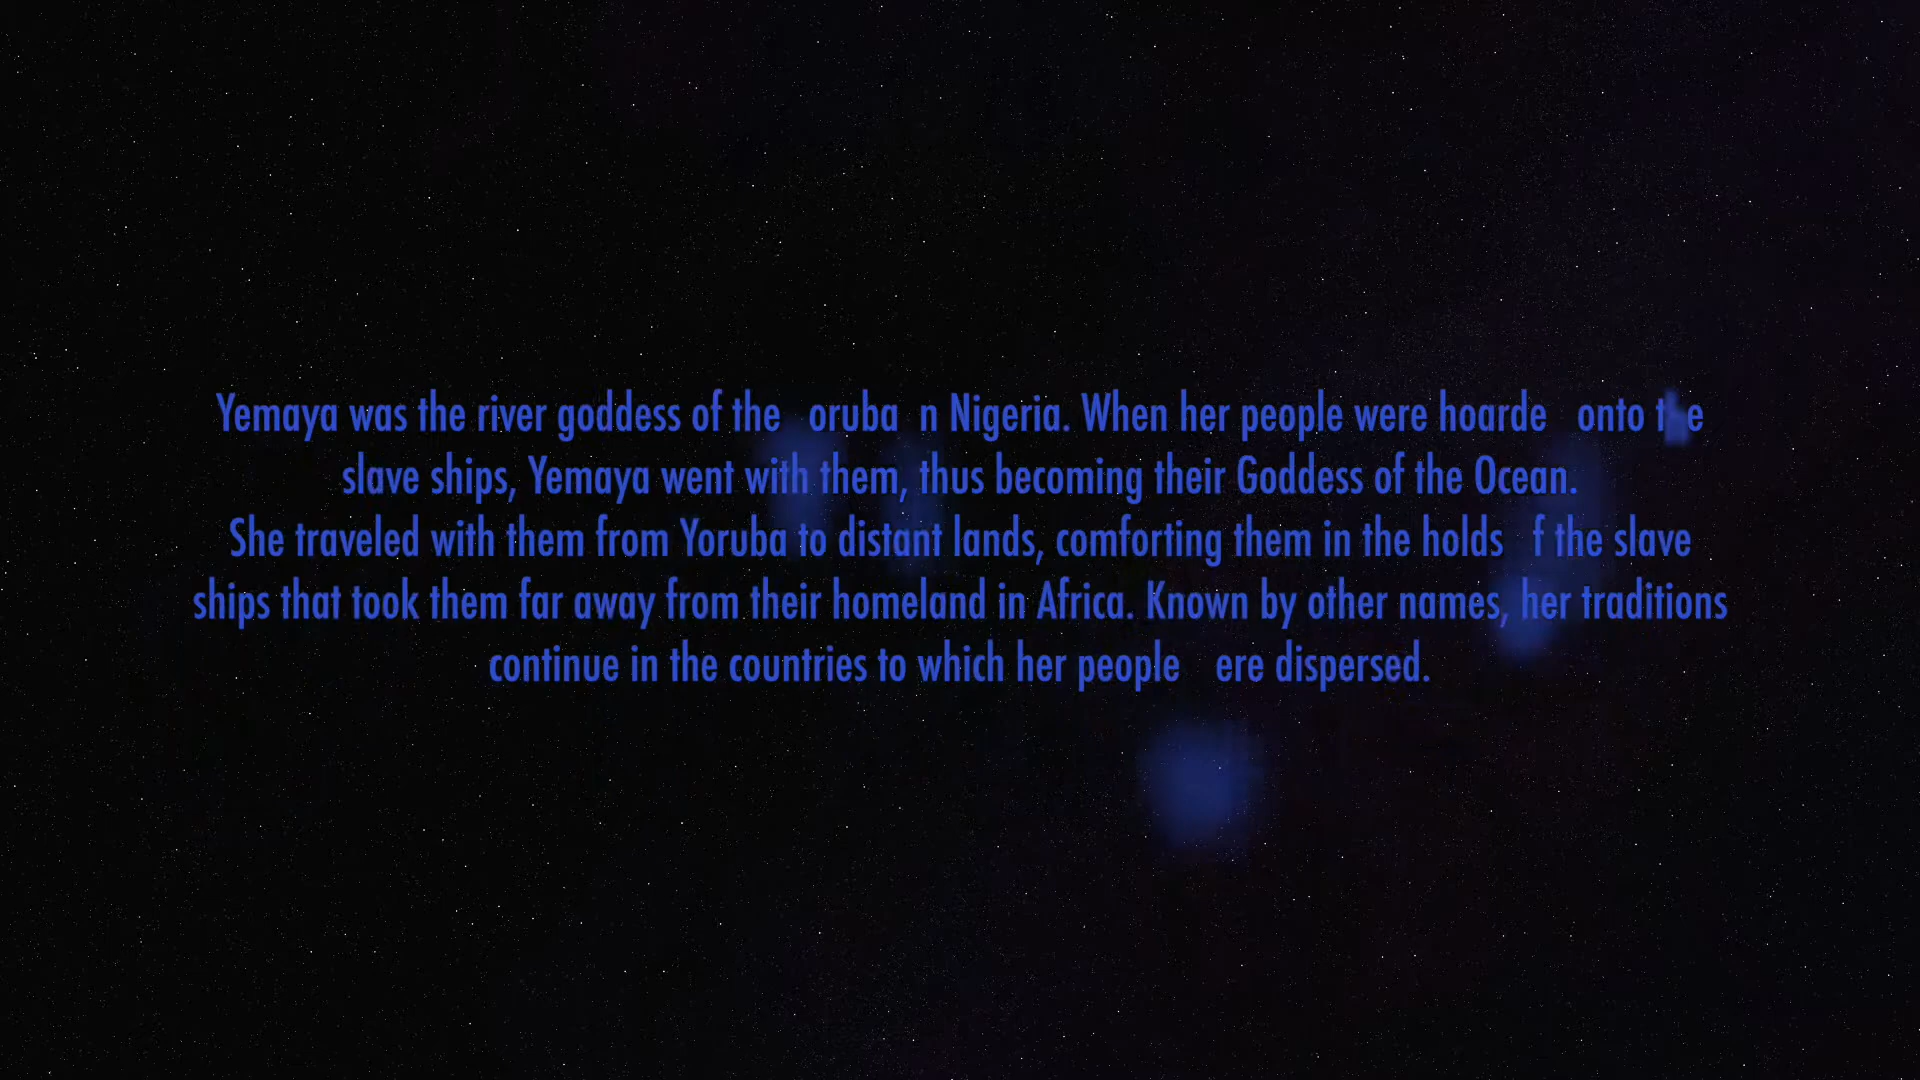 Yemaya was the river goddess of the oruba n Nigeria. When her people were hoarde onto the
slave ships, Yemaya went with them, thus becoming their Goddess of the Ocean.
She traveled with them from Yoruba to distant lands, comforting them in the holds f the slave
ships that took them far away from their homeland in Africa. Known by other names, her traditions
continue in the countries to which her people ere dispersed.